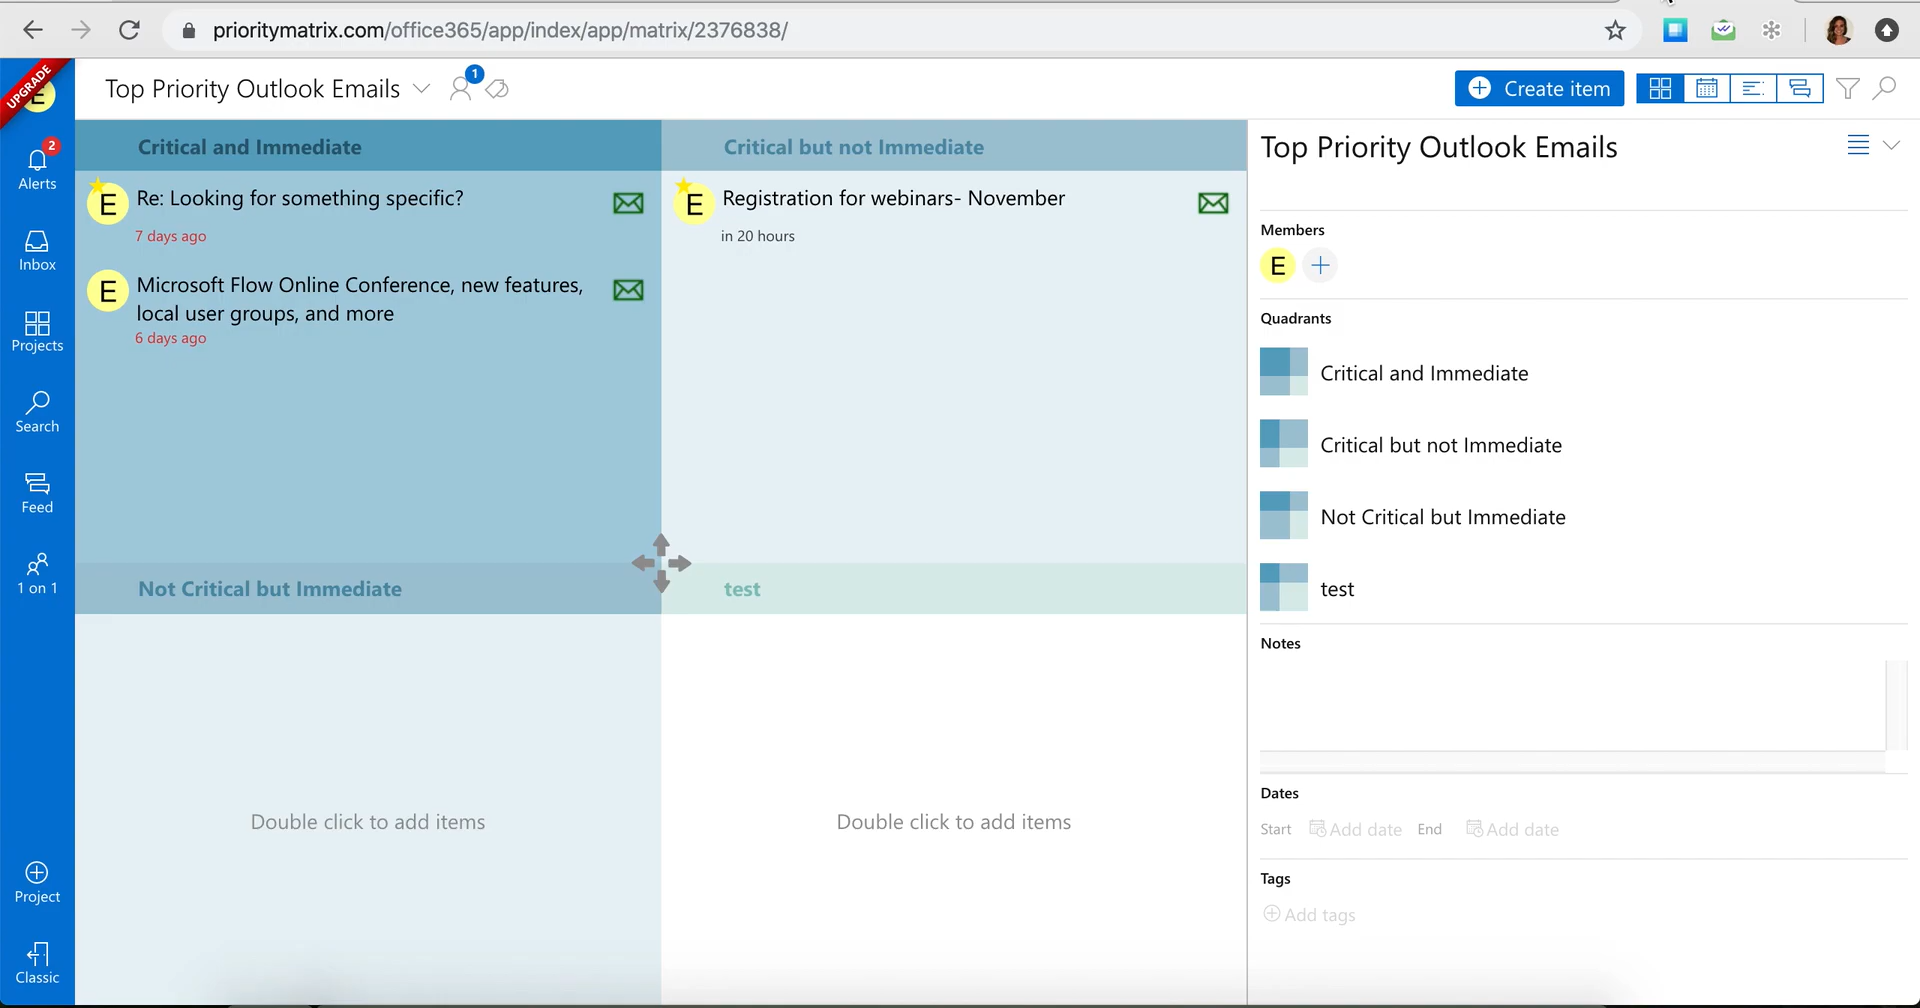 prioritymatrix.com/office365/app/index/app/matrix/2376838/
UPGRADE
E
Top Priority Outlook Emails
1
Create item
2
Alerts
Inbox
Projects
Search
Feed
1 on 1
Project
Classic
Critical and Immediate
E
Re: Looking for something specific?
7 days ago
E
Microsoft Flow Online Conference, new features,
local user groups, and more
6 days ago
Critical but not Immediate
E
Registration for webinars- November
in 20 hours
Not Critical but Immediate
Double click to add items
test
Double click to add items
Top Priority Outlook Emails
Members
E
Quadrants
Critical and Immediate
Critical but not Immediate
Not Critical but Immediate
test
Notes
Dates
Start Add date End Add date
Tags
Add tags